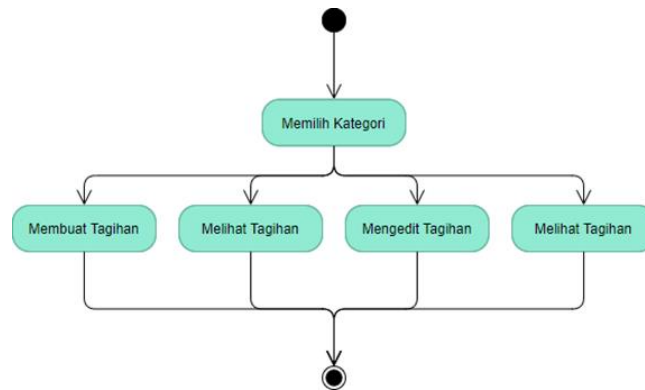 Memilih Kategori
Membuat Tagihan
Melihat Tagihan
Mengedit Tagihan
Melihat Tagihan